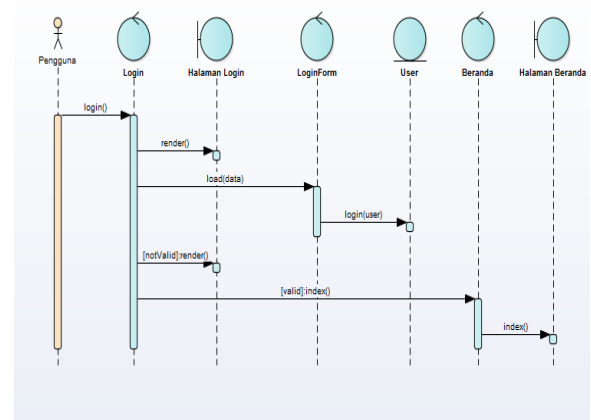 Pengguna
Login
Halaman Login
LoginForm
User
Beranda
Halaman Beranda
login()
render()
load(data)
login(user)
[notValid]:render()
[valid]:index()
index()